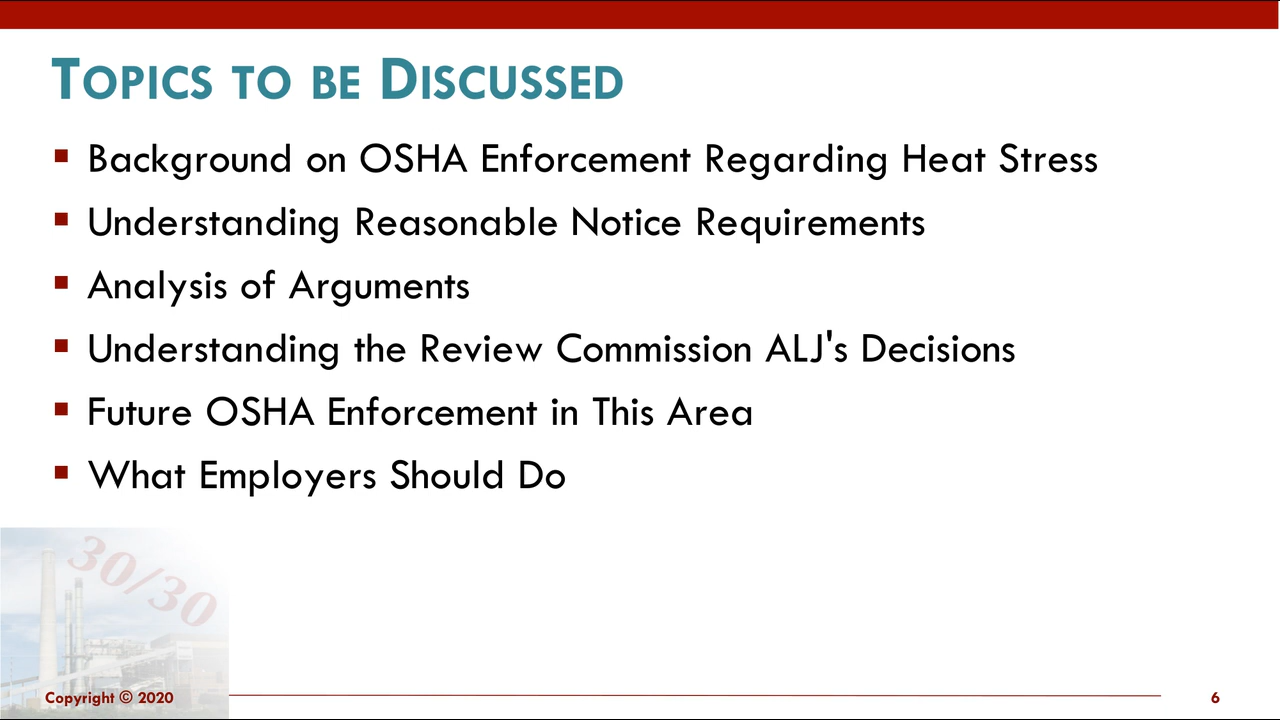 TOPICS TO BE DISCUSSED
▪ Background on OSHA Enforcement Regarding Heat Stress
▪ Understanding Reasonable Notice Requirements
▪ Analysis of Arguments
▪ Understanding the Review Commission ALJ's Decisions
▪ Future OSHA Enforcement in This Area
▪ What Employers Should Do
30/30
Copyright © 2020
6